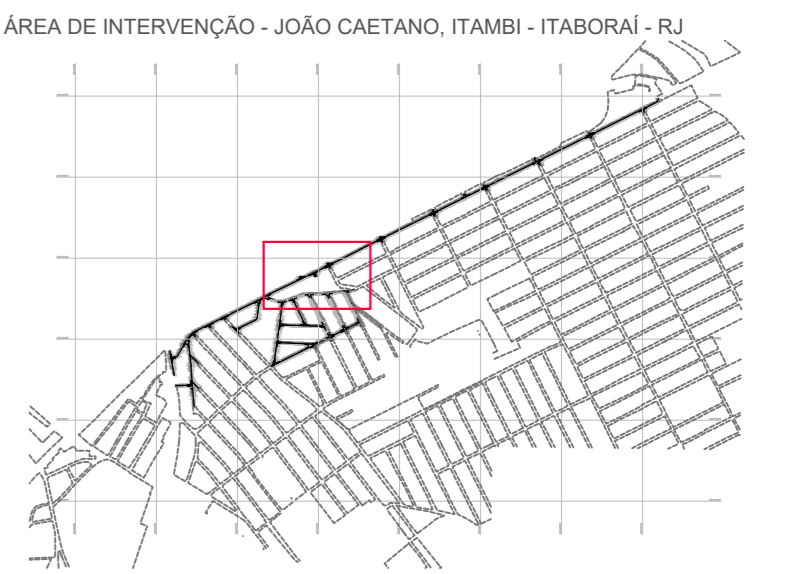 ÁREA DE INTERVENÇÃO - JOÃO CAETANO, ITAMBI - ITABORAÍ - RJ